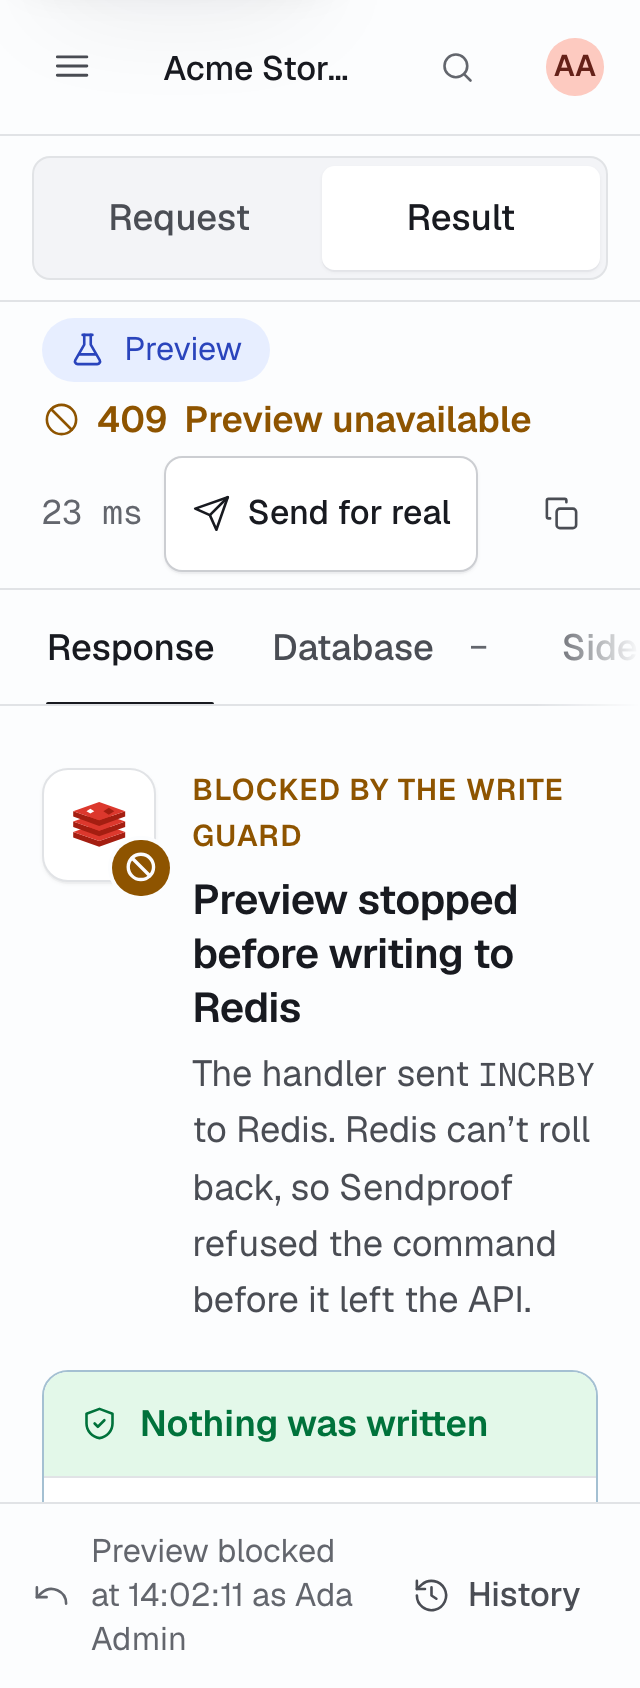 Acme Stor...
AA
Request
Result
Preview
409 Preview unavailable
23 ms
Send for real
Response
Database –
Side
BLOCKED BY THE WRITE
GUARD
Preview stopped
before writing to
Redis
The handler sent INCRBY
to Redis. Redis can’t roll
back, so Sendproof
refused the command
before it left the API.
Nothing was written
Preview blocked
at 14:02:11 as Ada
Admin
History